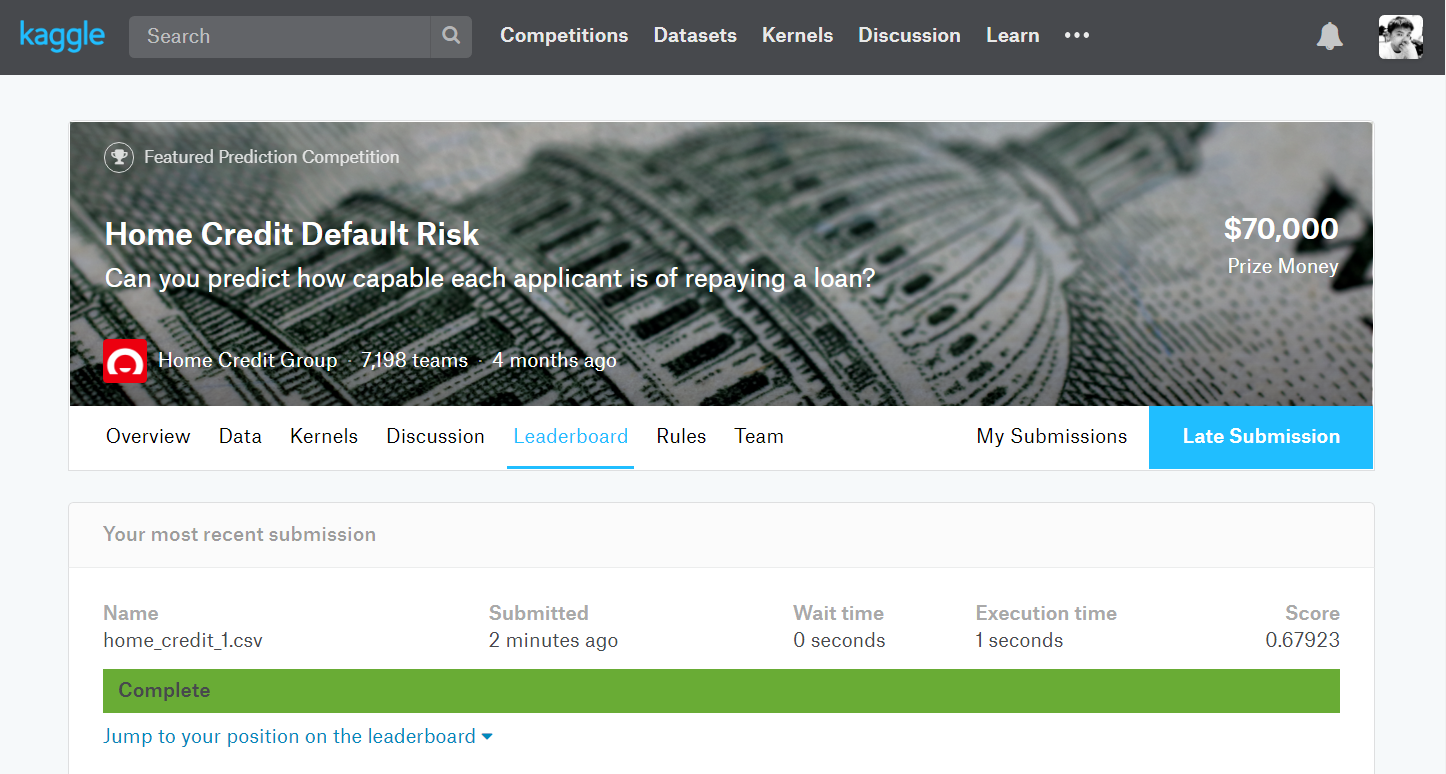 kaggle Search Competitions Datasets Kernels Discussion Learn
Featured Prediction Competition
Home Credit Default Risk
$70,000
Can you predict how capable each applicant is of repaying a loan?
Prize Money
Home Credit Group · 7,198 teams · 4 months ago
Overview Data Kernels Discussion Leaderboard Rules Team My Submissions Late Submission
Your most recent submission
Name Submitted Wait time Execution time Score
home_credit_1.csv 2 minutes ago 0 seconds 1 seconds 0.67923
Complete
Jump to your position on the leaderboard